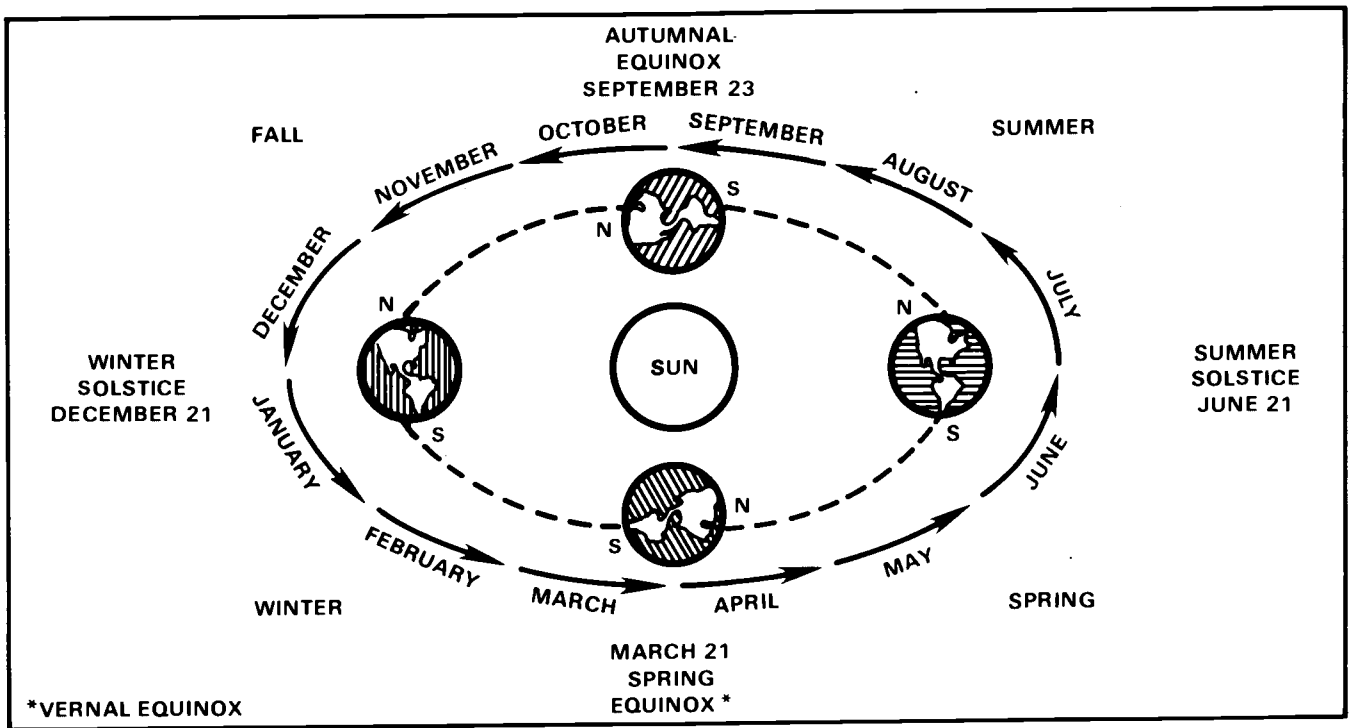 AUTUMNAL
EQUINOX
SEPTEMBER 23
FALL
OCTOBER
SEPTEMBER
SUMMER
NOVEMBER
AUGUST
S
N
DECEMBER
JULY
N
N
WINTER
SOLSTICE
DECEMBER 21
SUN
SUMMER
SOLSTICE
JUNE 21
JANUARY
S
S
JUNE
N
S
FEBRUARY
MAY
WINTER
MARCH
APRIL
SPRING
MARCH 21
SPRING
EQUINOX *
*VERNAL EQUINOX